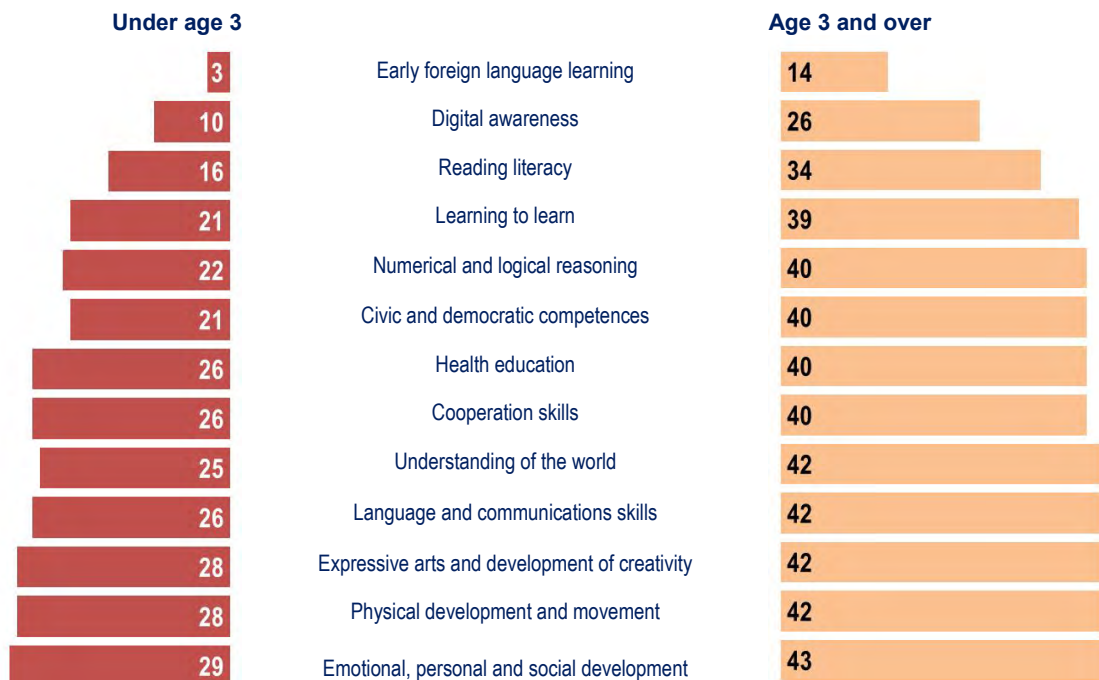 Under age 3 Age 3 and over
3 Early foreign language learning 14
10 Digital awareness 26
16 Reading literacy 34
21 Learning to learn 39
22 Numerical and logical reasoning 40
21 Civic and democratic competences 40
26 Health education 40
26 Cooperation skills 40
25 Understanding of the world 42
26 Language and communications skills 42
28 Expressive arts and development of creativity 42
28 Physical development and movement 42
29 Emotional, personal and social development 43